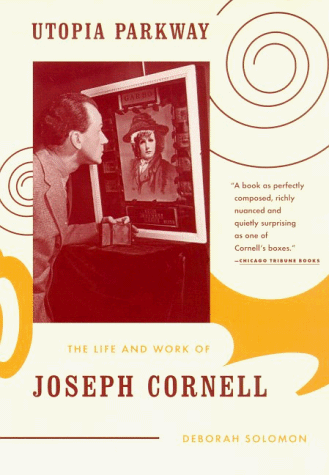 UTOPIA PARKWAY
"A book as perfectly
composed, richly
nuanced and
quietly surprising
as one of
Cornell's boxes."
—CHICAGO TRIBUNE BOOKS
THE LIFE AND WORK OF
JOSEPH CORNELL
DEBORAH SOLOMON